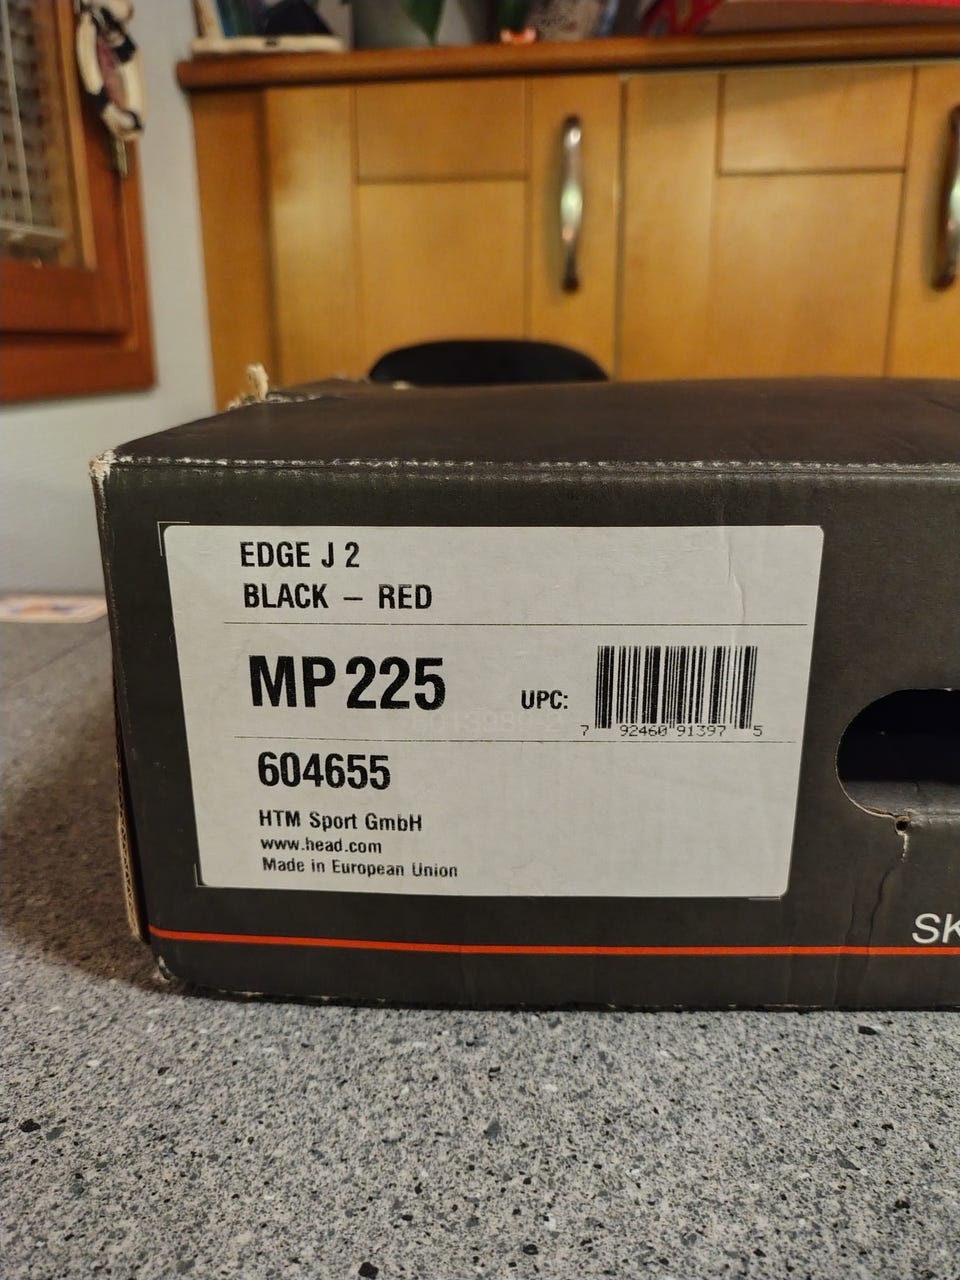 EDGE J 2
BLACK – RED
MP 225
UPC:
7 92460 91397 5
604655
HTM Sport GmbH
www.head.com
Made in European Union
SK